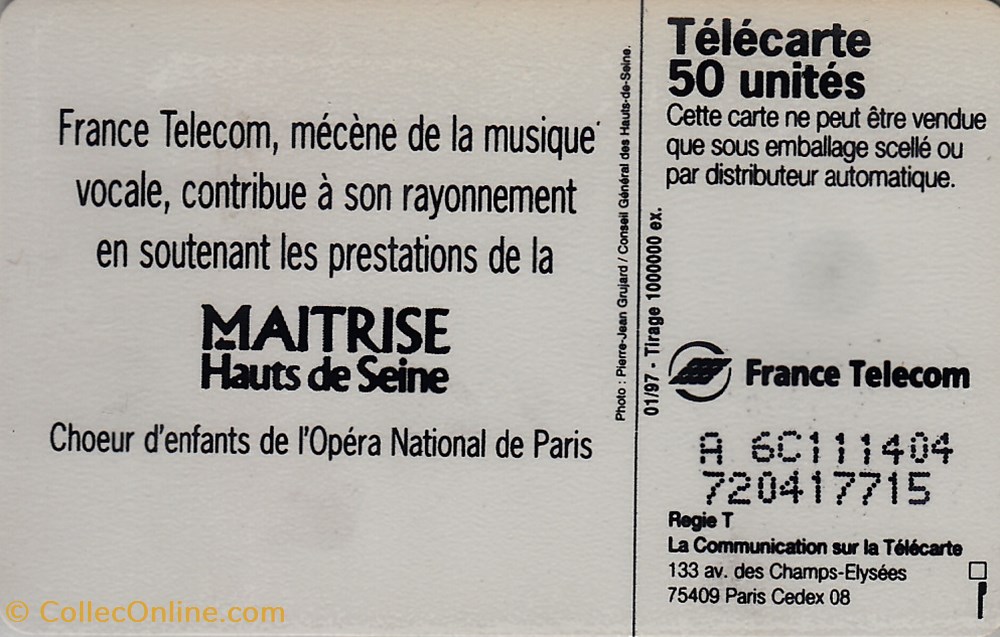 France Telecom, mécène de la musique
vocale, contribue à son rayonnement
en soutenant les prestations de la
MAITRISE
Hauts de Seine
Choeur d'enfants de l'Opéra National de Paris
Photo : Pierre-Jean Grujard / Conseil Général des Hauts-de-Seine.
01/97 - Tirage 1000000 ex.
Télécarte
50 unités
Cette carte ne peut être vendue
que sous emballage scellé ou
par distributeur automatique.
France Telecom
A 6C111404
720417715
Regie T
La Communication sur la Télécarte
133 av. des Champs-Elysées
75409 Paris Cedex 08
© CollecOnline.com